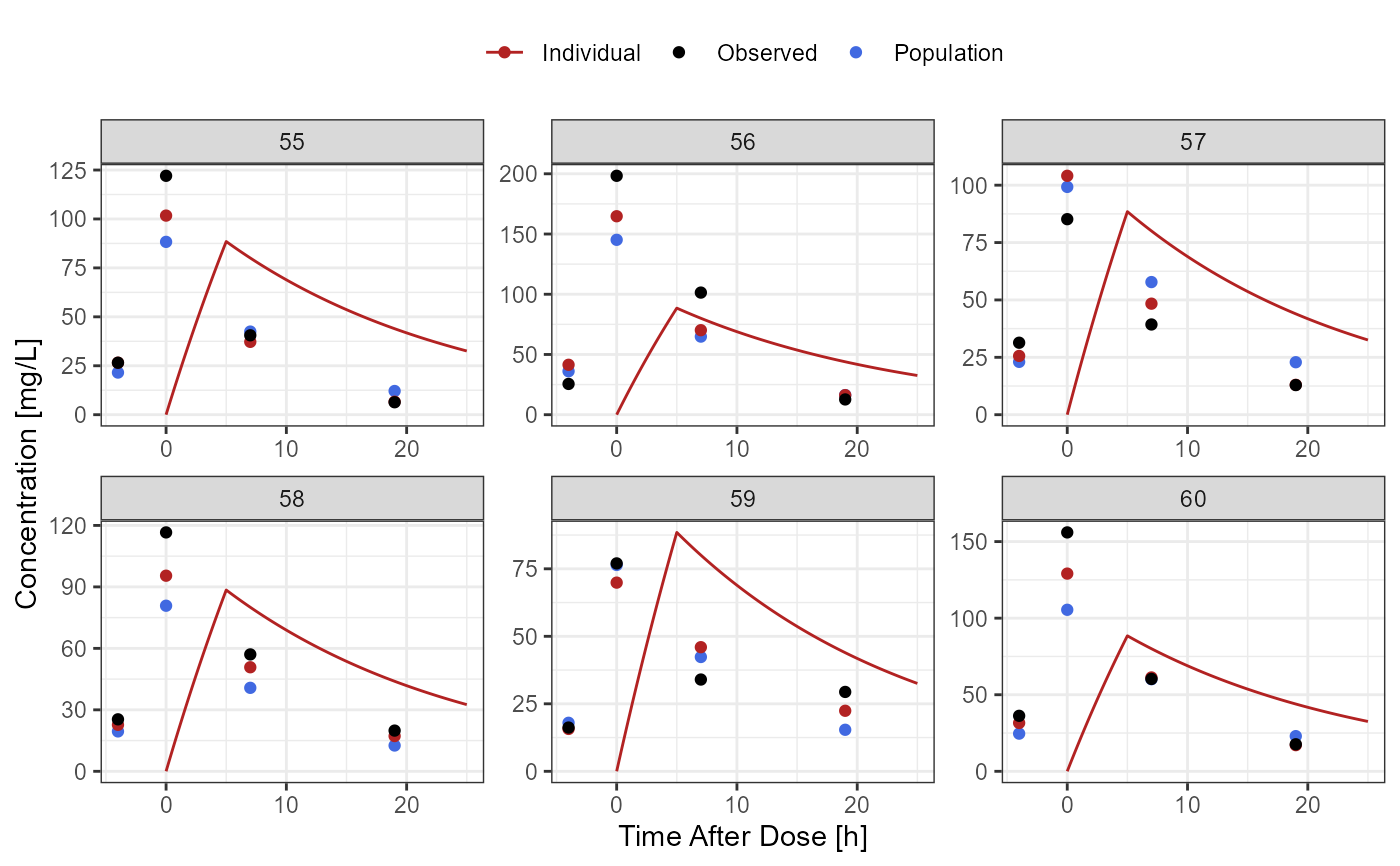 Individual Observed Population
55 56 57
125 200 100
100 150 75
75 100 50
50 50 25
25 0 0
0
0 10 20 0 10 20 0 10 20
58 59 60
120 75 150
90 50 100
60 25 50
30 0 0
0
0 10 20 0 10 20 0 10 20
Concentration [mg/L]
Time After Dose [h]